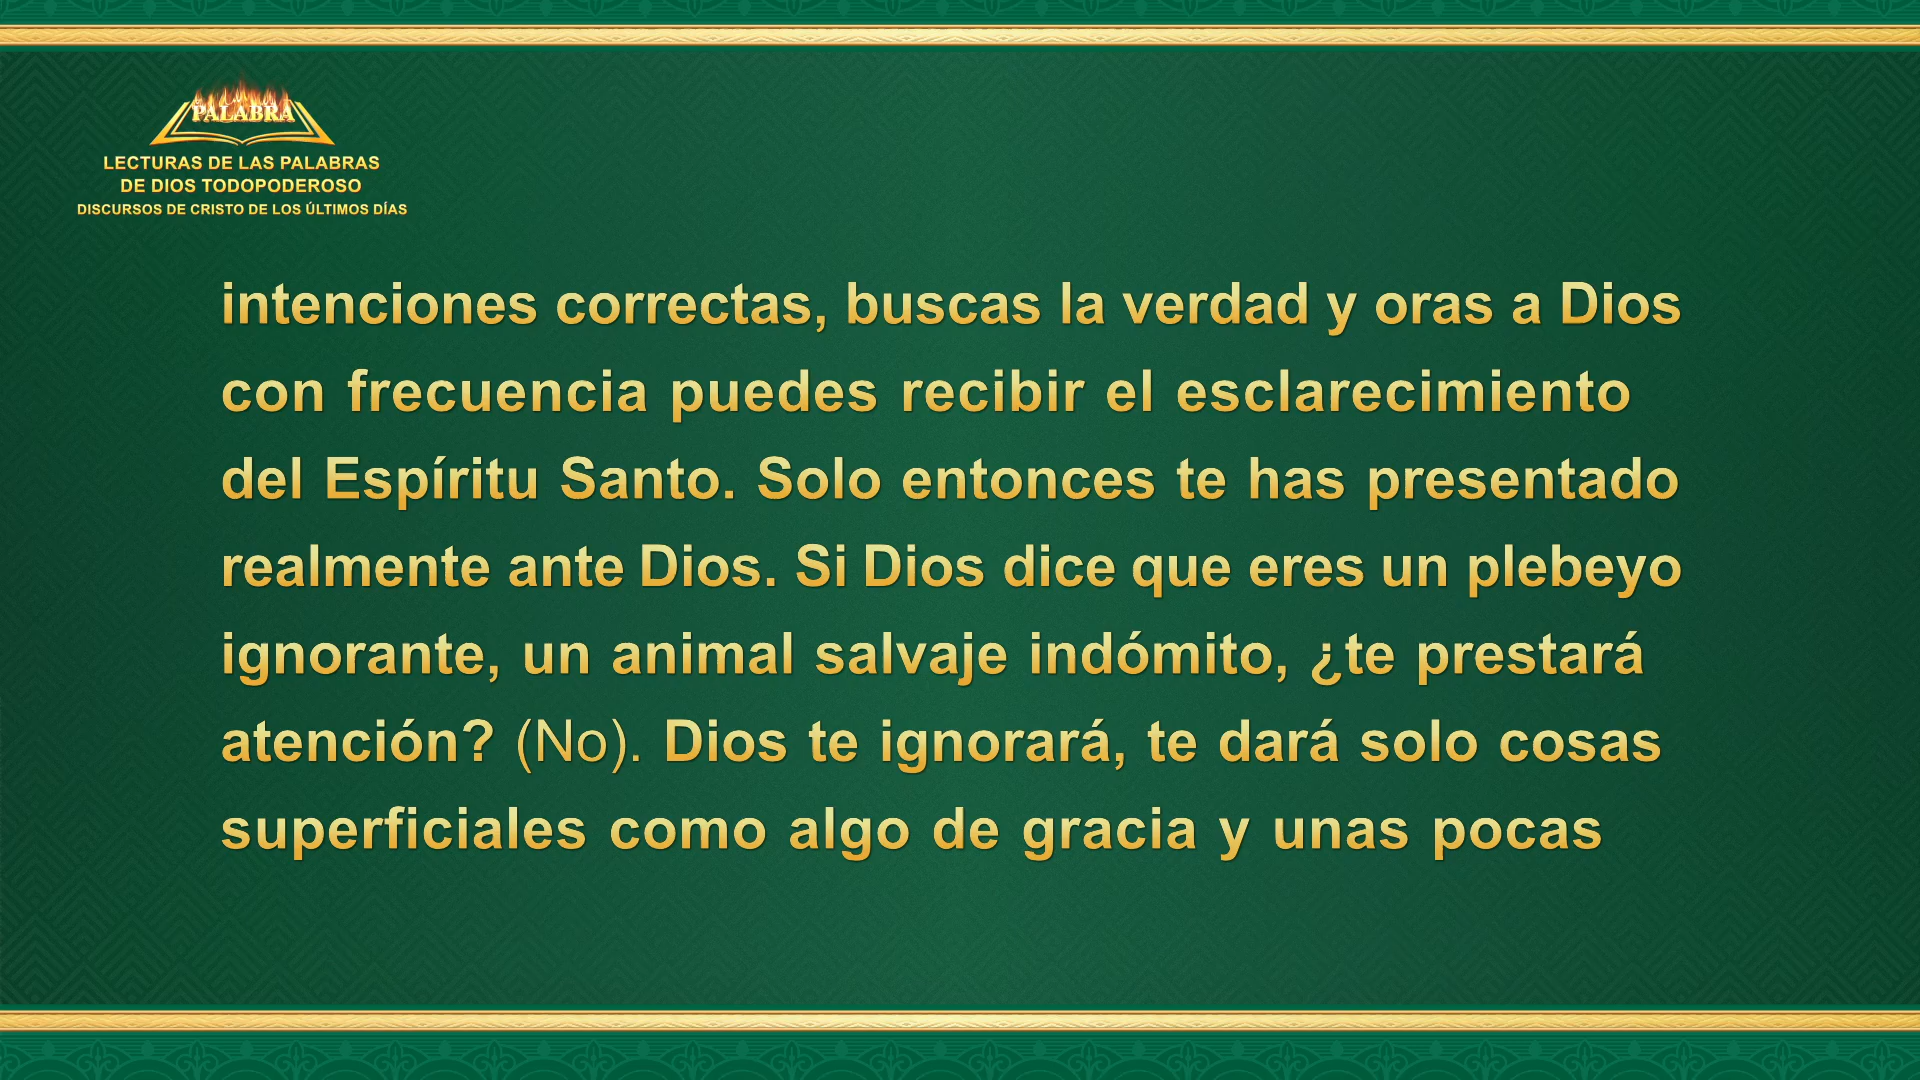 PALABRA
LECTURAS DE LAS PALABRAS
DE DIOS TODOPODEROSO
DISCURSOS DE CRISTO DE LOS ÚLTIMOS DÍAS
intenciones correctas, buscas la verdad y oras a Dios
con frecuencia puedes recibir el esclarecimiento
del Espíritu Santo. Solo entonces te has presentado
realmente ante Dios. Si Dios dice que eres un plebeyo
ignorante, un animal salvaje indómito, ¿te prestará
atención? (No). Dios te ignorará, te dará solo cosas
superficiales como algo de gracia y unas pocas